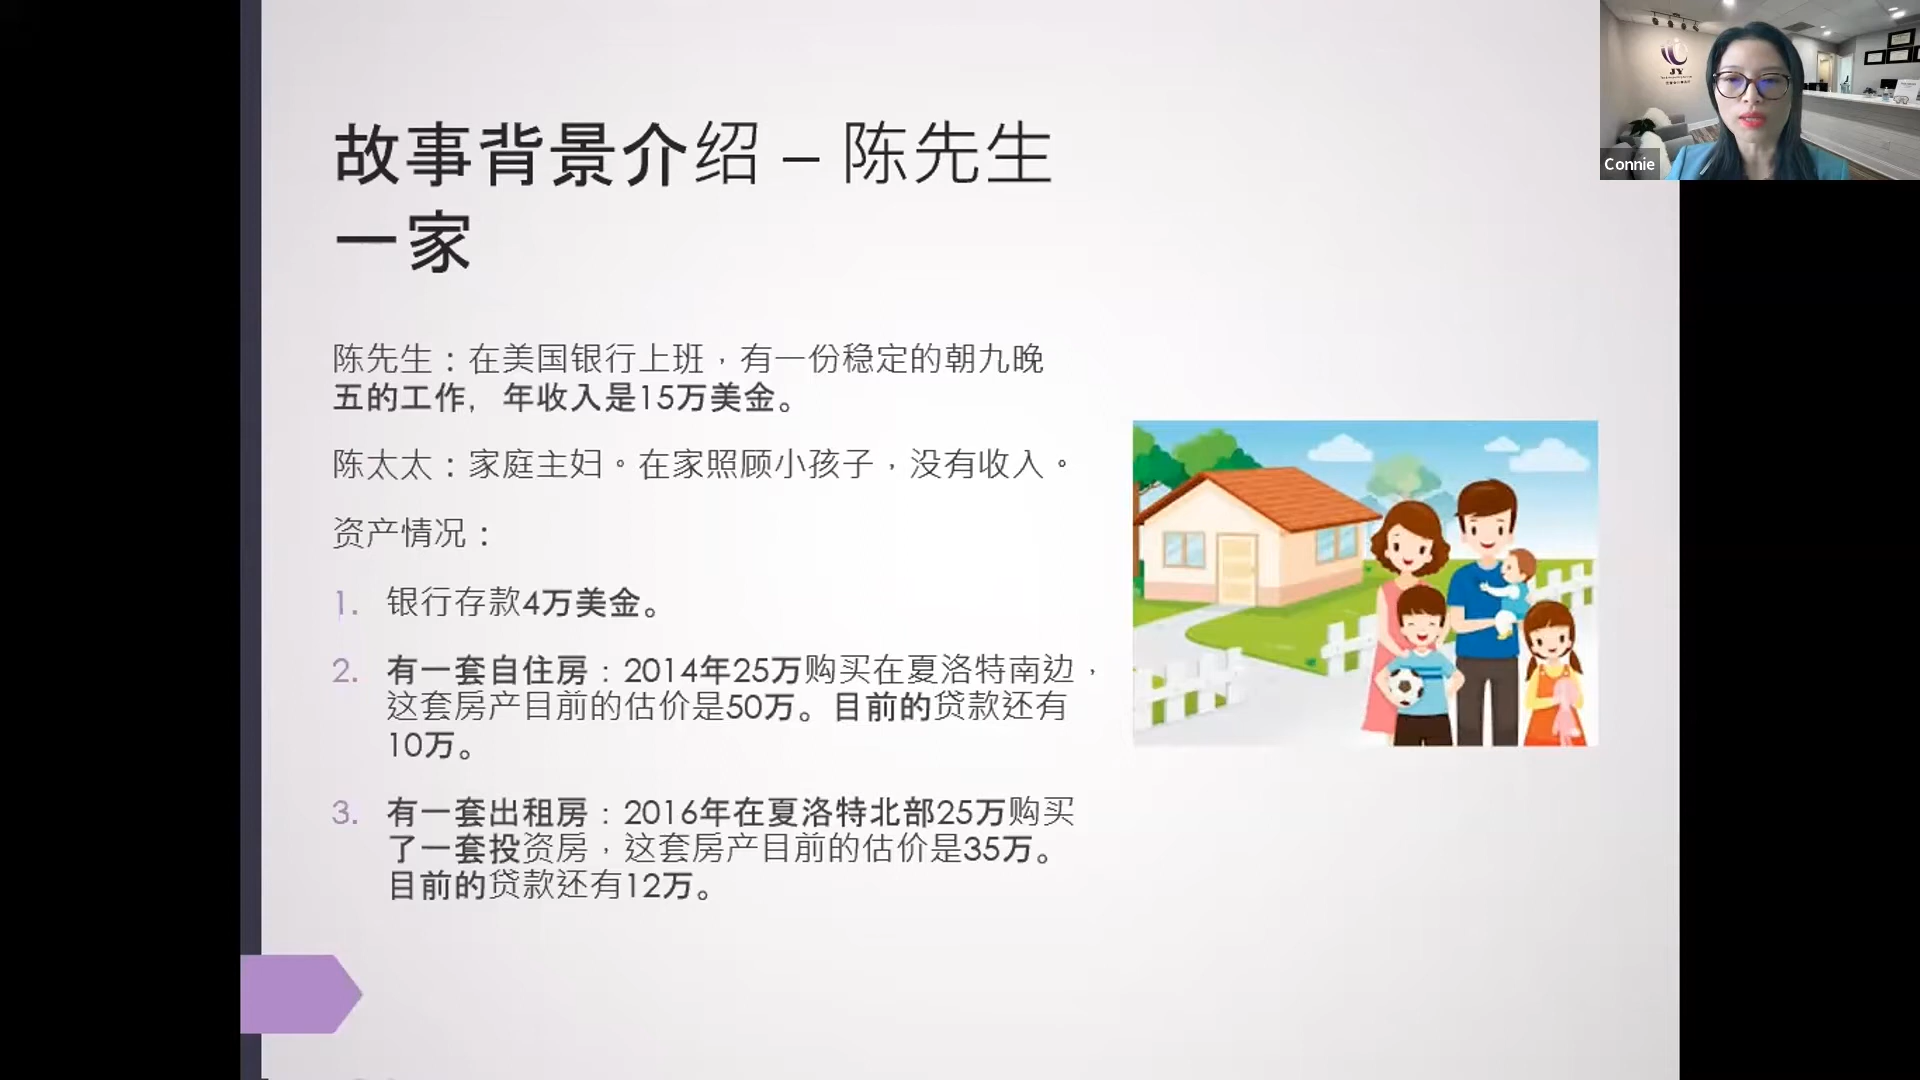 故事背景介绍 – 陈先生
一家
陈先生：在美国银行上班，有一份稳定的朝九晚
五的工作，年收入是15万美金。
陈太太：家庭主妇。在家照顾小孩子，没有收入。
资产情况：
1. 银行存款4万美金。
2. 有一套自住房：2014年25万购买在夏洛特南边，
这套房产目前的估价是50万。目前的贷款还有
10万。
3. 有一套出租房：2016年在夏洛特北部25万购买
了一套投资房，这套房产目前的估价是35万。
目前的贷款还有12万。
JY
Connie